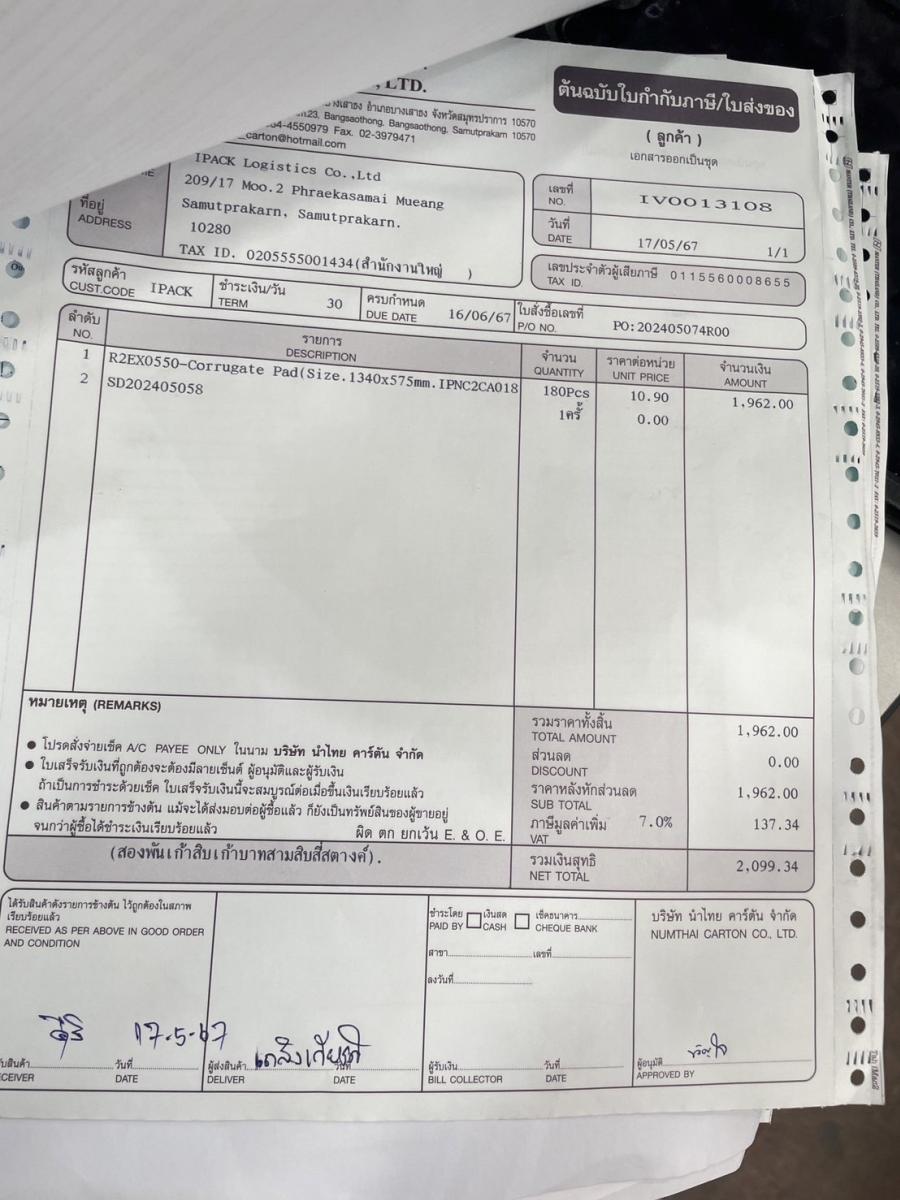 , LTD.
ต้นฉบับใบกำกับภาษี/ใบส่งของ
( ลูกค้า )
เอกสารออกเป็นชุด
อำเภอบางเสาธง จังหวัดสมุทรปราการ 10570
Bangsaothong, Bangsaothong, Samutprakarn 10570
34-4550979 Fax. 02-3979471
_carton@hotmail.com
IPACK Logistics Co.,Ltd
209/17 Moo.2 Phraekasamai Mueang
ที่อยู่
ADDRESS
Samutprakarn, Samutprakarn.
10280
TAX ID. 0205555001434(สำนักงานใหญ่ )
เลขที่
NO. IV0013108
วันที่
DATE 17/05/67 1/1
เลขประจำตัวผู้เสียภาษี 0115560008655
TAX ID.
รหัสลูกค้า
CUST.CODE IPACK
ชำระเงิน/วัน
TERM 30
ครบกำหนด
DUE DATE 16/06/67
ใบสั่งซื้อเลขที่
P/O NO. PO:202405074R00
ลำดับ รายการ จำนวน ราคาต่อหน่วย จำนวนเงิน
NO. DESCRIPTION QUANTITY UNIT PRICE AMOUNT
1 R2EX0550-Corrugate Pad(Size.1340x575mm.IPNC2CA018 180Pcs 10.90 1,962.00
2 SD202405058 1ครั้ 0.00
หมายเหตุ (REMARKS)
● โปรดสั่งจ่ายเช็ค A/C PAYEE ONLY ในนาม บริษัท นำไทย คาร์ตัน จำกัด
● ใบเสร็จรับเงินที่ถูกต้องจะต้องมีลายเซ็นต์ ผู้อนุมัติและผู้รับเงิน
ถ้าเป็นการชำระด้วยเช็ค ใบเสร็จรับเงินนี้จะสมบูรณ์ต่อเมื่อขึ้นเงินเรียบร้อยแล้ว
● สินค้าตามรายการข้างต้น แม้จะได้ส่งมอบต่อผู้ซื้อแล้ว ก็ยังเป็นทรัพย์สินของผู้ขายอยู่
จนกว่าผู้ซื้อได้ชำระเงินเรียบร้อยแล้ว ผิด ตก ยกเว้น E. & O. E.
รวมราคาทั้งสิ้น
TOTAL AMOUNT 1,962.00
ส่วนลด
DISCOUNT 0.00
ราคาหลังหักส่วนลด
SUB TOTAL 1,962.00
ภาษีมูลค่าเพิ่ม 7.0% 137.34
VAT
(สองพันเก้าสิบเก้าบาทสามสิบสี่สตางค์).
รวมเงินสุทธิ
NET TOTAL 2,099.34
ได้รับสินค้าดังรายการข้างต้น ไว้ถูกต้องในสภาพ
เรียบร้อยแล้ว
RECEIVED AS PER ABOVE IN GOOD ORDER
AND CONDITION
17-5-67
บสินค้า วันที่
CEIVER DATE
ผู้ส่งสินค้า วันที่
DELIVER DATE
ชำระโดย เงินสด เช็คธนาคาร
PAID BY CASH CHEQUE BANK
สาขา เลขที่
ลงวันที่
ผู้รับเงิน วันที่
BILL COLLECTOR DATE
บริษัท นำไทย คาร์ตัน จำกัด
NUMTHAI CARTON CO., LTD.
ผู้อนุมัติ
APPROVED BY